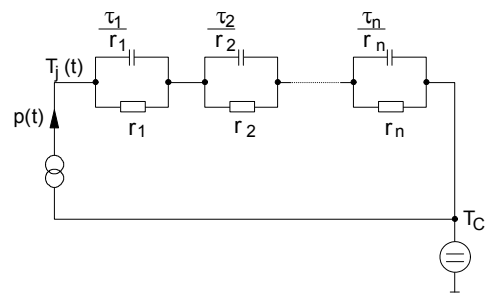 τ1/r1
τ2/r2
τn/rn
Tj (t)
p(t)
r1
r2
rn
TC